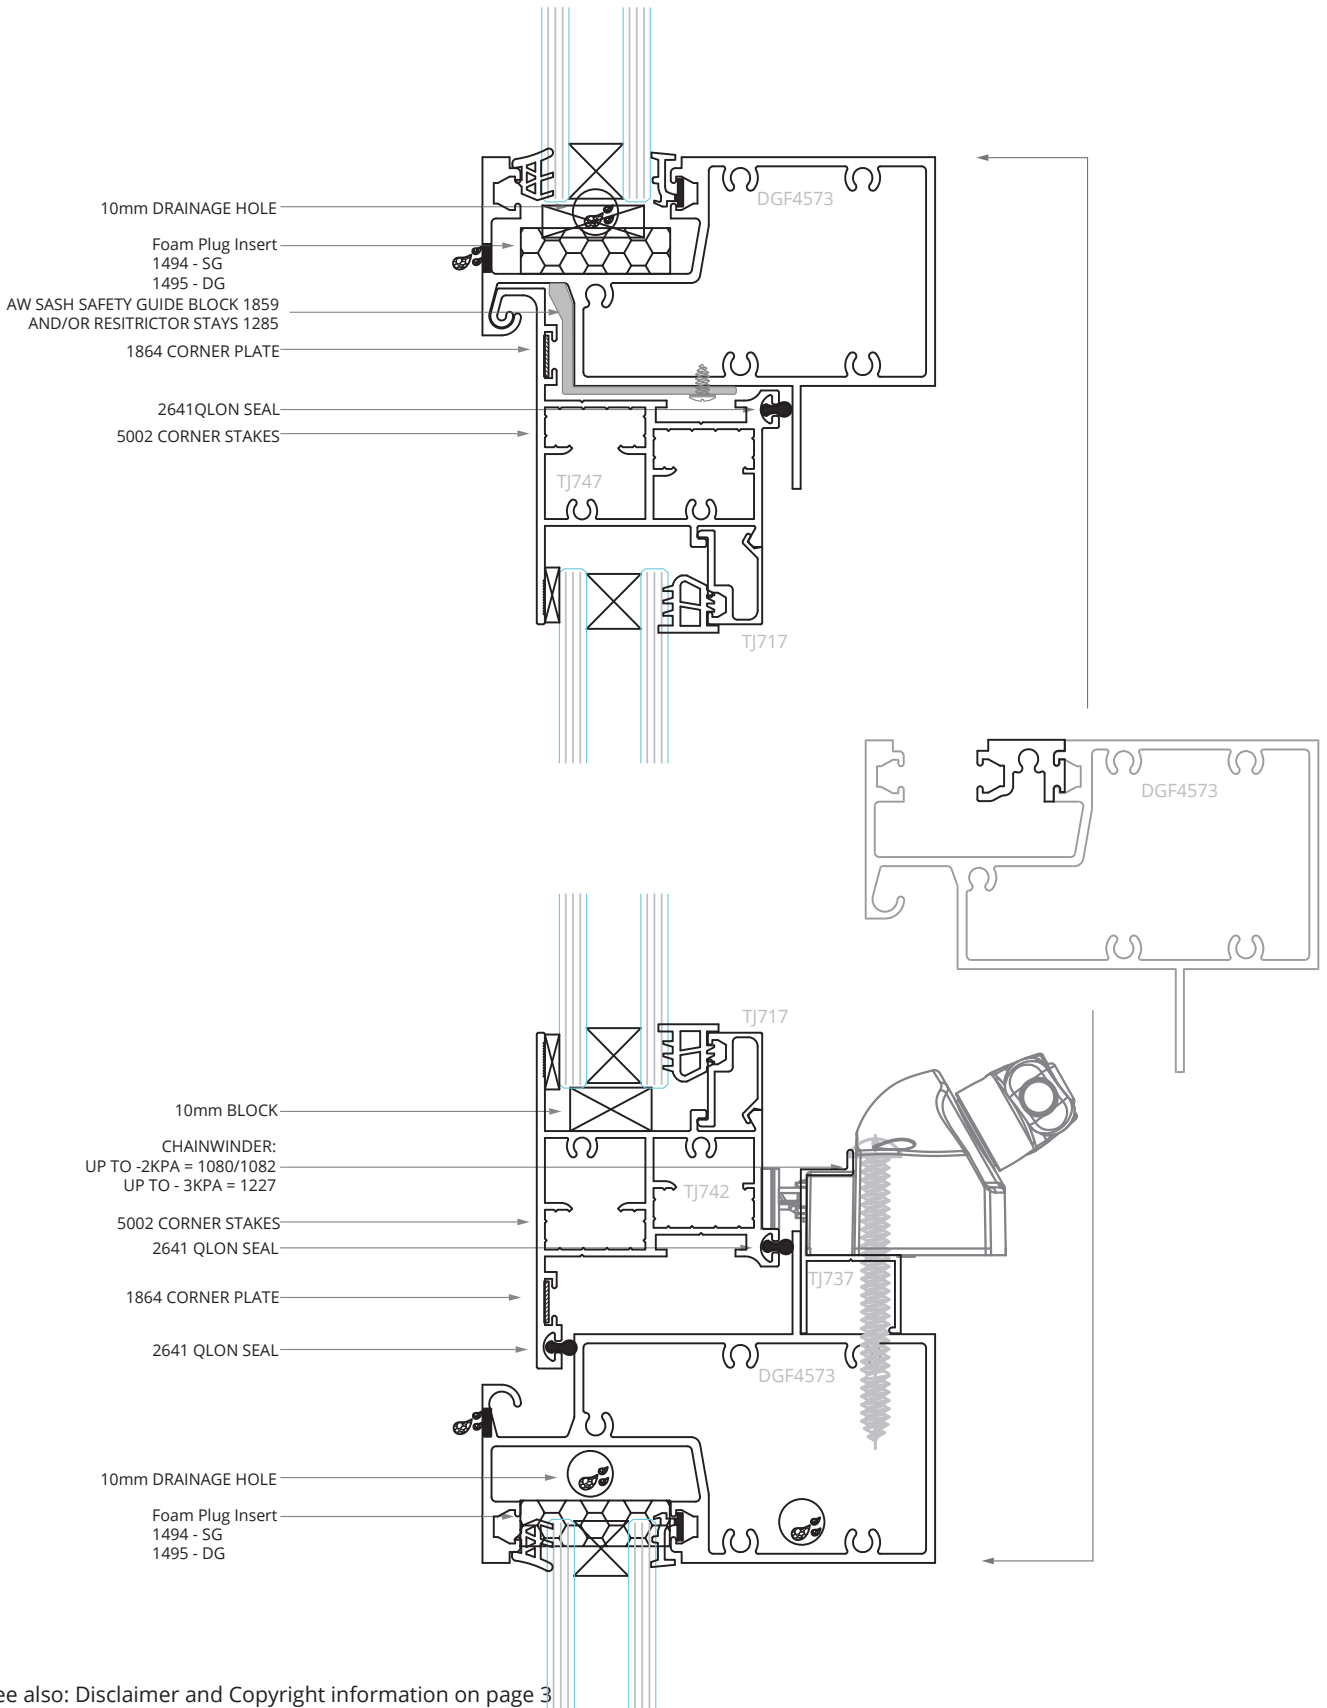 DGF4573
10mm DRAINAGE HOLE
Foam Plug Insert
1494 - SG
1495 - DG
AW SASH SAFETY GUIDE BLOCK 1859
AND/OR RESITRICTOR STAYS 1285
1864 CORNER PLATE
2641QLON SEAL
5002 CORNER STAKES
TJ747
TJ717
DGF4573
TJ717
10mm BLOCK
CHAINWINDER:
UP TO -2KPA = 1080/1082
UP TO - 3KPA = 1227
TJ742
5002 CORNER STAKES
2641 QLON SEAL
TJ737
1864 CORNER PLATE
2641 QLON SEAL
DGF4573
10mm DRAINAGE HOLE
Foam Plug Insert
1494 - SG
1495 - DG
ee also: Disclaimer and Copyright information on page 3